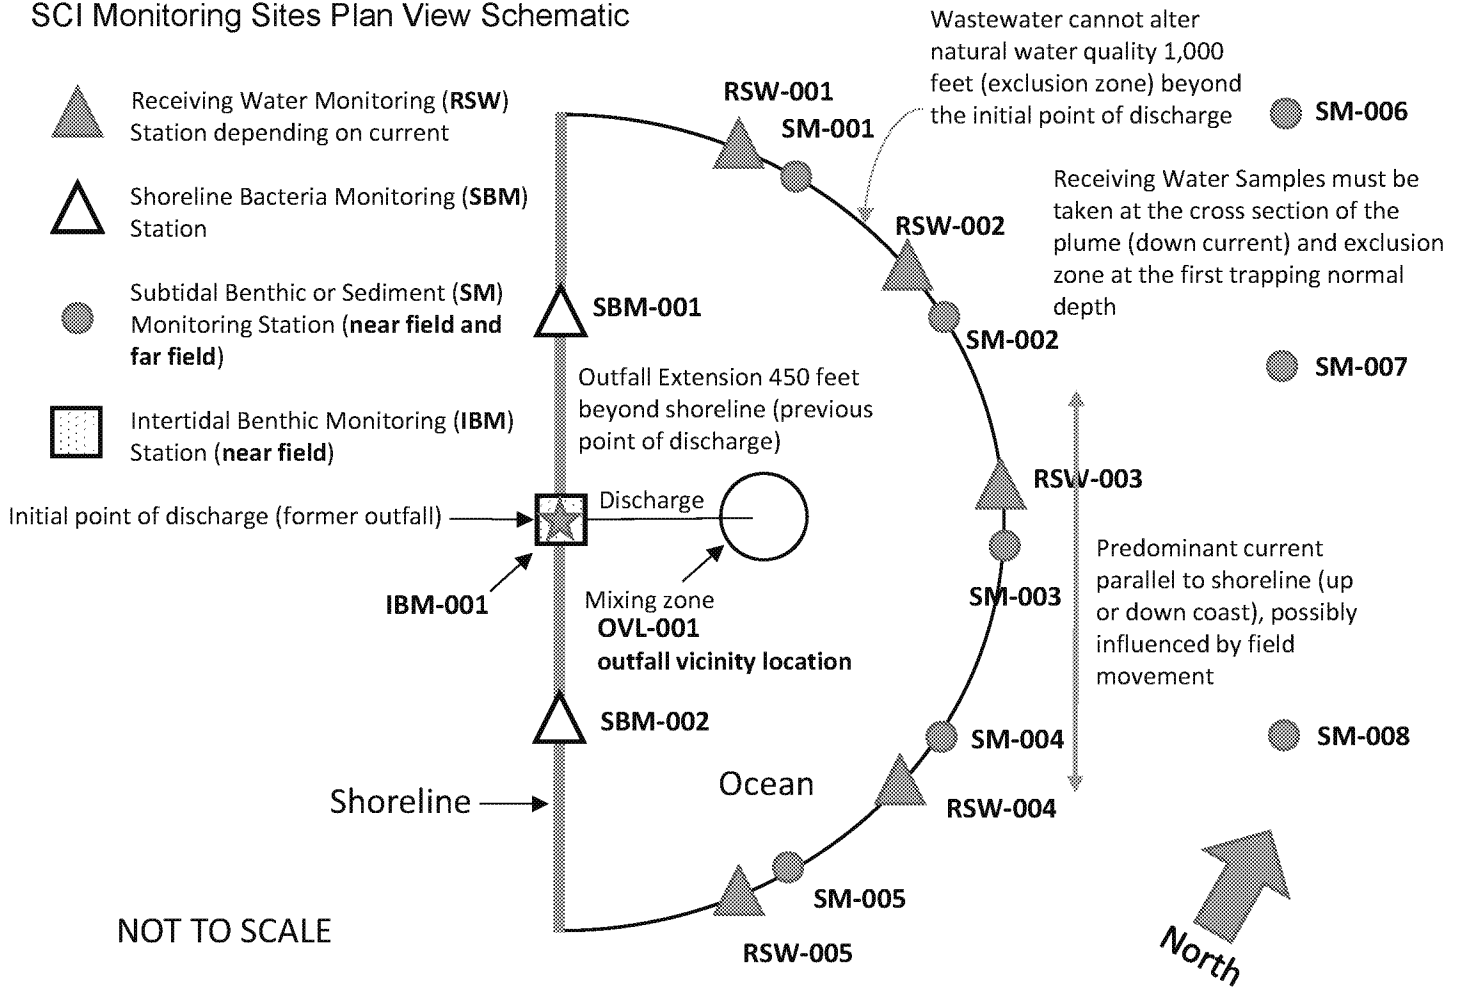 SCI Monitoring Sites Plan View Schematic
Receiving Water Monitoring (RSW)
Station depending on current
Shoreline Bacteria Monitoring (SBM)
Station
Subtidal Benthic or Sediment (SM)
Monitoring Station (near field and
far field)
Intertidal Benthic Monitoring (IBM)
Station (near field)
Initial point of discharge (former outfall)
IBM-001
Shoreline
NOT TO SCALE
RSW-001
SM-001
RSW-002
SM-002
SBM-001
Outfall Extension 450 feet
beyond shoreline (previous
point of discharge)
Discharge
Mixing zone
OVL-001
outfall vicinity location
SBM-002
Ocean
RSW-003
SM-003
SM-004
RSW-004
SM-005
RSW-005
Wastewater cannot alter
natural water quality 1,000
feet (exclusion zone) beyond
the initial point of discharge
SM-006
Receiving Water Samples must be
taken at the cross section of the
plume (down current) and exclusion
zone at the first trapping normal
depth
SM-007
Predominant current
parallel to shoreline (up
or down coast), possibly
influenced by field
movement
SM-008
North